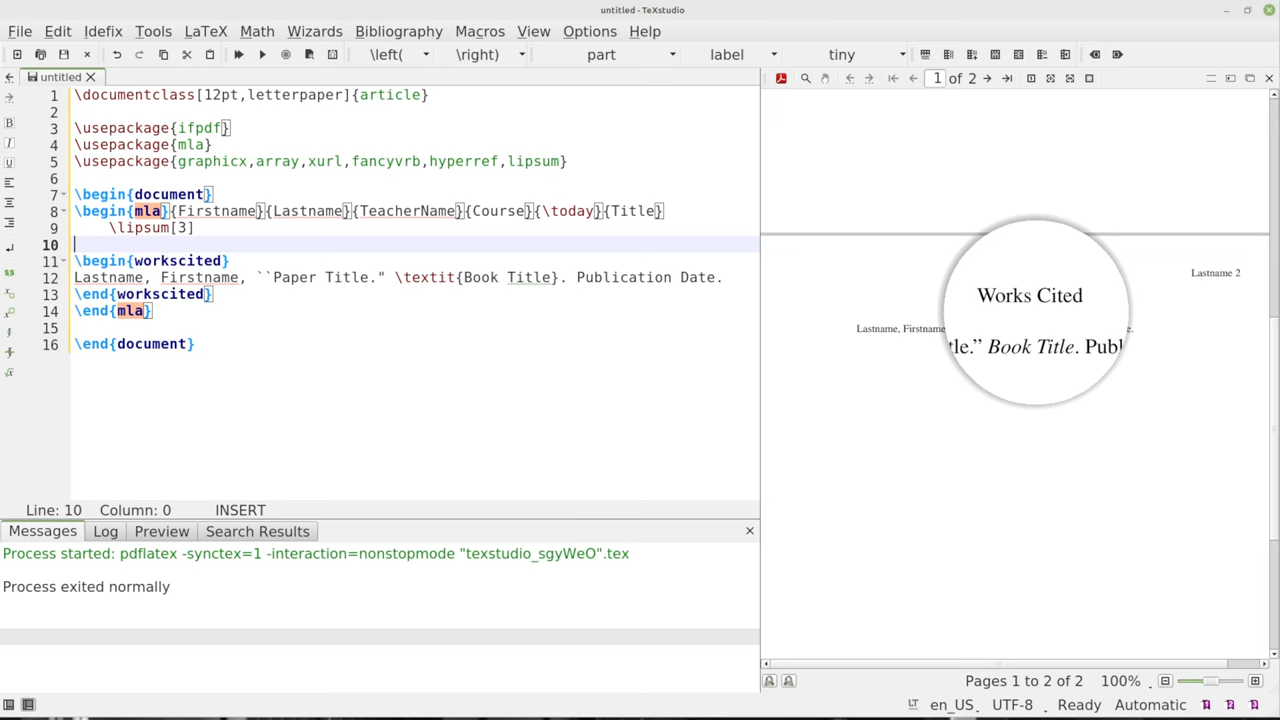 untitled - TeXstudio
File Edit Idefix Tools LaTeX Math Wizards Bibliography Macros View Options Help
\left( \right) part label tiny
untitled
1 of 2
1 \documentclass[12pt,letterpaper]{article}
2
3 \usepackage{ifpdf}
4 \usepackage{mla}
5 \usepackage{graphicx,array,xurl,fancyvrb,hyperref,lipsum}
6
7 \begin{document}
8 \begin{mla}{Firstname}{Lastname}{TeacherName}{Course}{\today}{Title}
9 \lipsum[3]
10
11 \begin{workscited}
12 Lastname, Firstname, ``Paper Title." \textit{Book Title}. Publication Date.
13 \end{workscited}
14 \end{mla}
15
16 \end{document}
Lastname 2
Works Cited
Lastname, Firstname
tle.” Book Title. Publ
e.
Line: 10 Column: 0 INSERT
Messages Log Preview Search Results
Process started: pdflatex -synctex=1 -interaction=nonstopmode "texstudio_sgyWeO".tex
Process exited normally
Pages 1 to 2 of 2 100%
LT en_US UTF-8 Ready Automatic